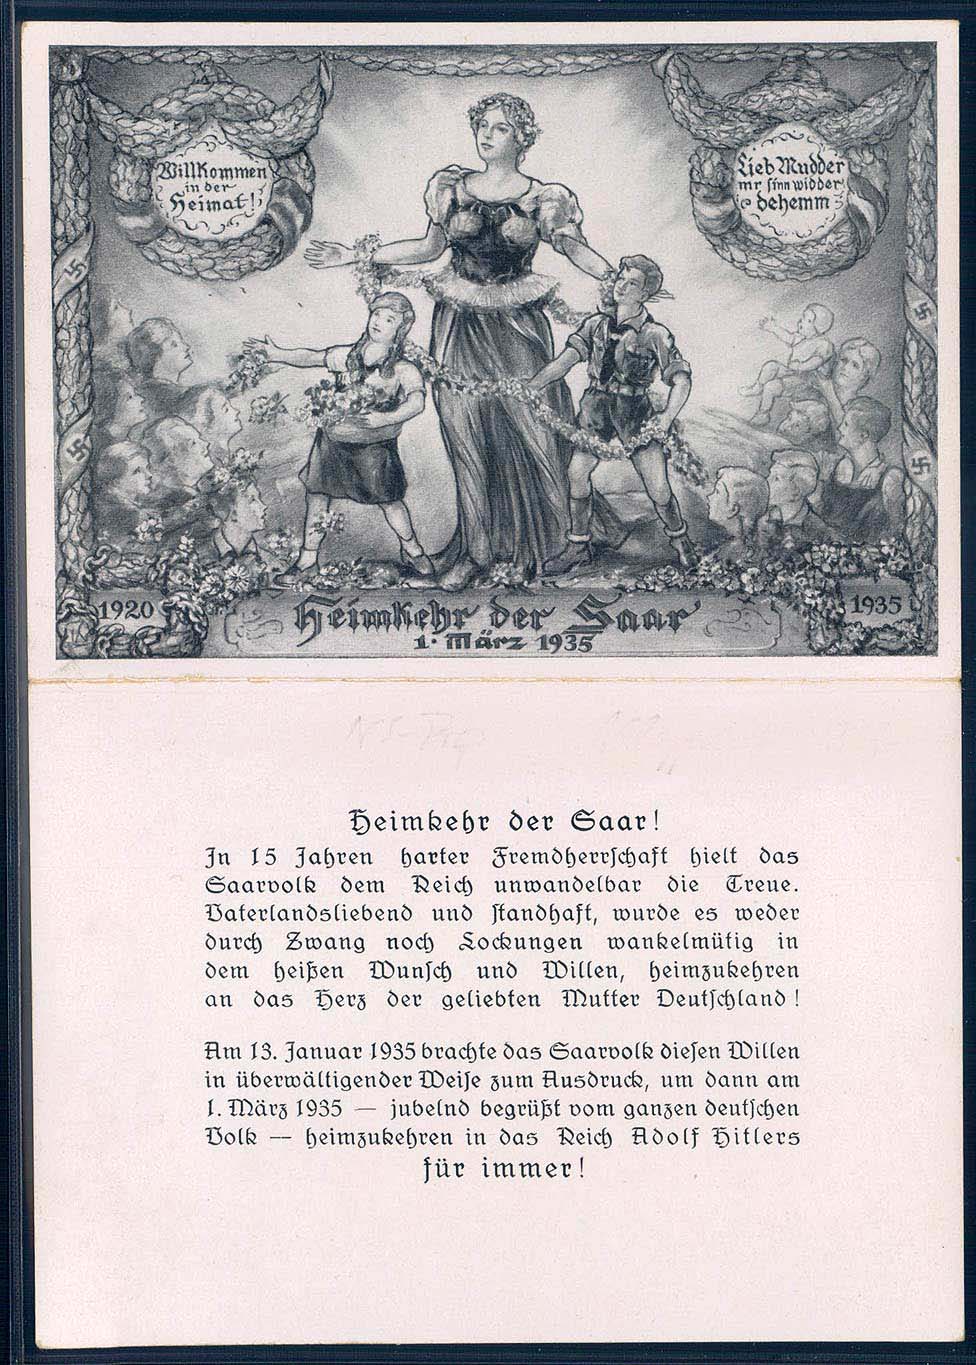 Willkommen
in der
Heimat!
Lieb Mudder
mr sinn widder
dehemm
1920
Heimkehr der Saar
1. März 1935
1935
Heimkehr der Saar!
In 15 Jahren harter Fremdherrschaft hielt das
Saarvolk dem Reich unwandelbar die Treue.
Vaterlandsliebend und standhaft, wurde es weder
durch Zwang noch Lockungen wankelmütig in
dem heißen Wunsch und Willen, heimzukehren
an das Herz der geliebten Mutter Deutschland!
Am 13. Januar 1935 brachte das Saarvolk diesen Willen
in überwältigender Weise zum Ausdruck, um dann am
1. März 1935 — jubelnd begrüßt vom ganzen deutschen
Volk — heimzukehren in das Reich Adolf Hitlers
für immer!